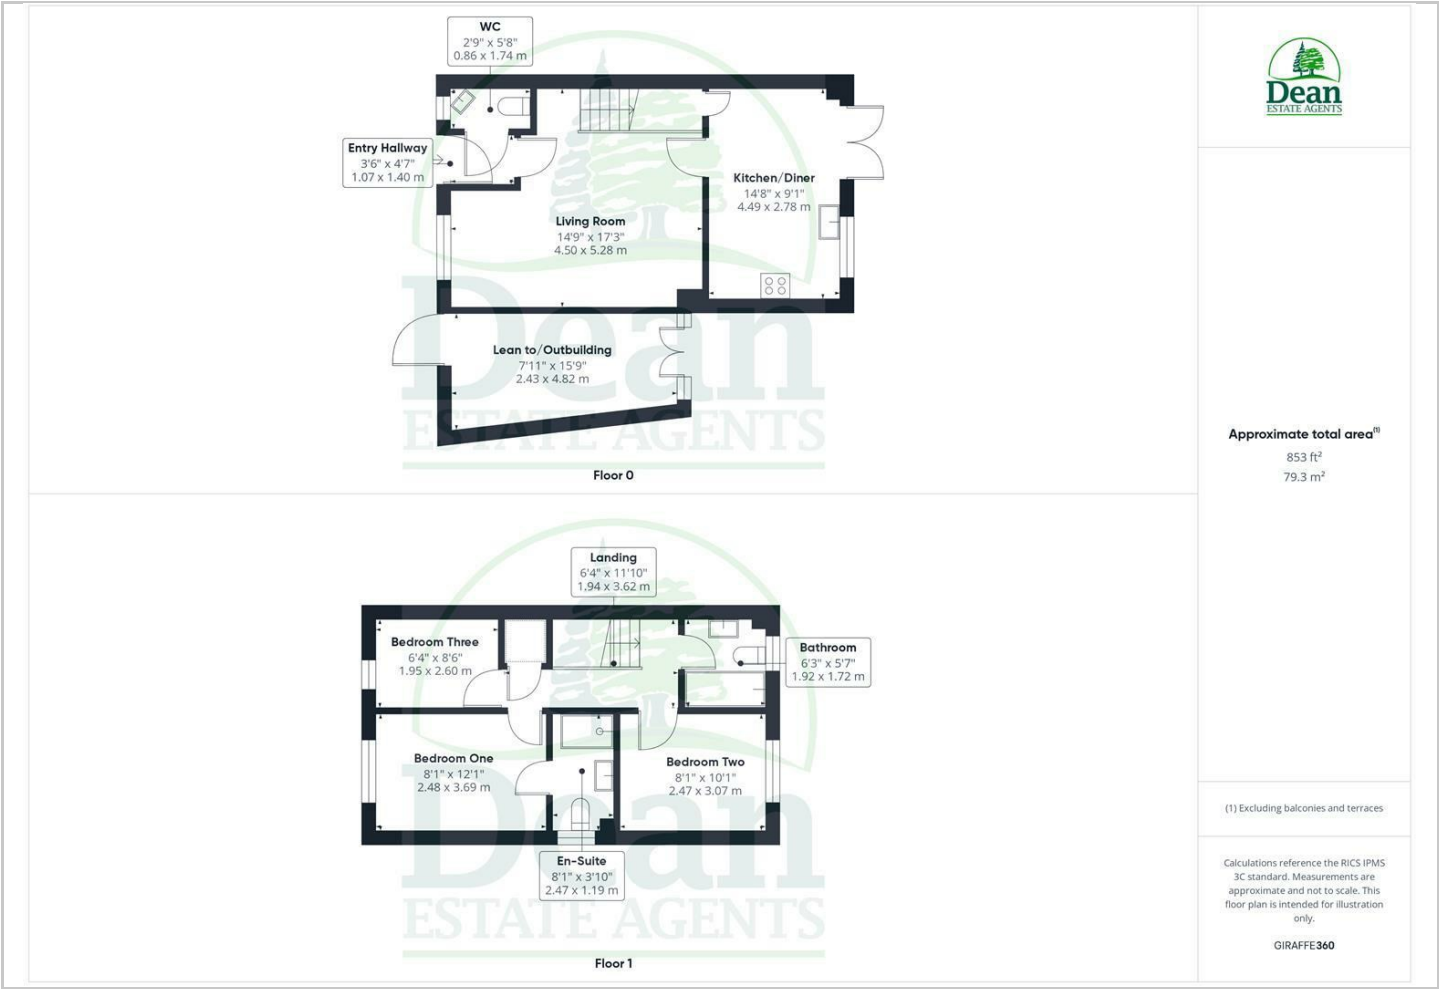 WC
2'9" x 5'8"
0.86 x 1.74 m
Entry Hallway
3'6" x 4'7"
1.07 x 1.40 m
Kitchen/Diner
14'8" x 9'1"
4.49 x 2.78 m
Living Room
14'9" x 17'3"
4.50 x 5.28 m
Lean to/Outbuilding
7'11" x 15'9"
2.43 x 4.82 m
Dean
ESTATE AGENTS
Floor 0
Landing
6'4" x 11'10"
1.94 x 3.62 m
Bedroom Three
6'4" x 8'6"
1.95 x 2.60 m
Bathroom
6'3" x 5'7"
1.92 x 1.72 m
Bedroom One
8'1" x 12'1"
2.48 x 3.69 m
Bedroom Two
8'1" x 10'1"
2.47 x 3.07 m
En-Suite
8'1" x 3'10"
2.47 x 1.19 m
Dean
ESTATE AGENTS
Floor 1
Dean
ESTATE AGENTS
Approximate total area(1)
853 ft²
79.3 m²
(1) Excluding balconies and terraces
Calculations reference the RICS IPMS
3C standard. Measurements are
approximate and not to scale. This
floor plan is intended for illustration
only.
GIRAFFE360